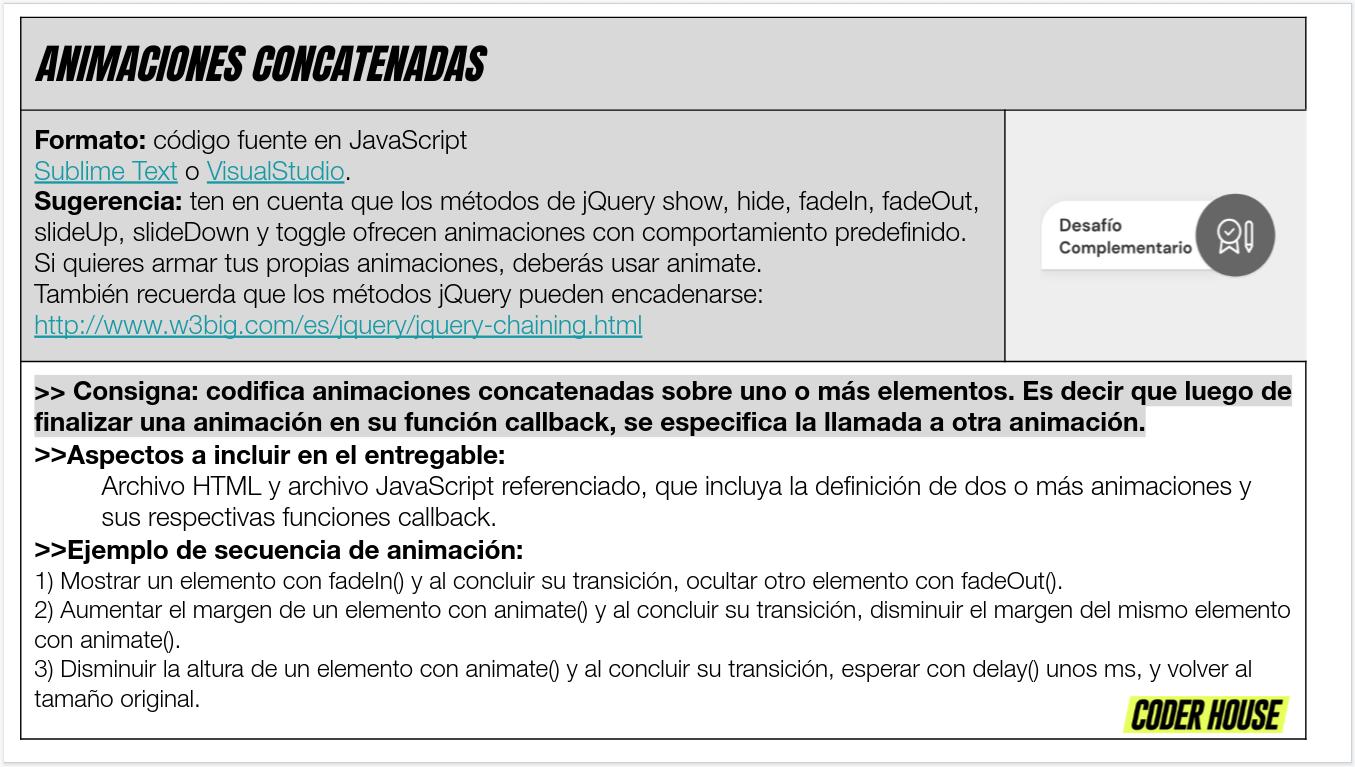 ANIMACIONES CONCATENADAS
Formato: código fuente en JavaScript
Sublime Text o VisualStudio.
Sugerencia: ten en cuenta que los métodos de jQuery show, hide, fadeIn, fadeOut,
slideUp, slideDown y toggle ofrecen animaciones con comportamiento predefinido.
Si quieres armar tus propias animaciones, deberás usar animate.
También recuerda que los métodos jQuery pueden encadenarse:
http://www.w3big.com/es/jquery/jquery-chaining.html
Desafío
Complementario
>> Consigna: codifica animaciones concatenadas sobre uno o más elementos. Es decir que luego de
finalizar una animación en su función callback, se especifica la llamada a otra animación.
>>Aspectos a incluir en el entregable:
Archivo HTML y archivo JavaScript referenciado, que incluya la definición de dos o más animaciones y
sus respectivas funciones callback.
>>Ejemplo de secuencia de animación:
1) Mostrar un elemento con fadeIn() y al concluir su transición, ocultar otro elemento con fadeOut().
2) Aumentar el margen de un elemento con animate() y al concluir su transición, disminuir el margen del mismo elemento
con animate().
3) Disminuir la altura de un elemento con animate() y al concluir su transición, esperar con delay() unos ms, y volver al
tamaño original.
CODER HOUSE